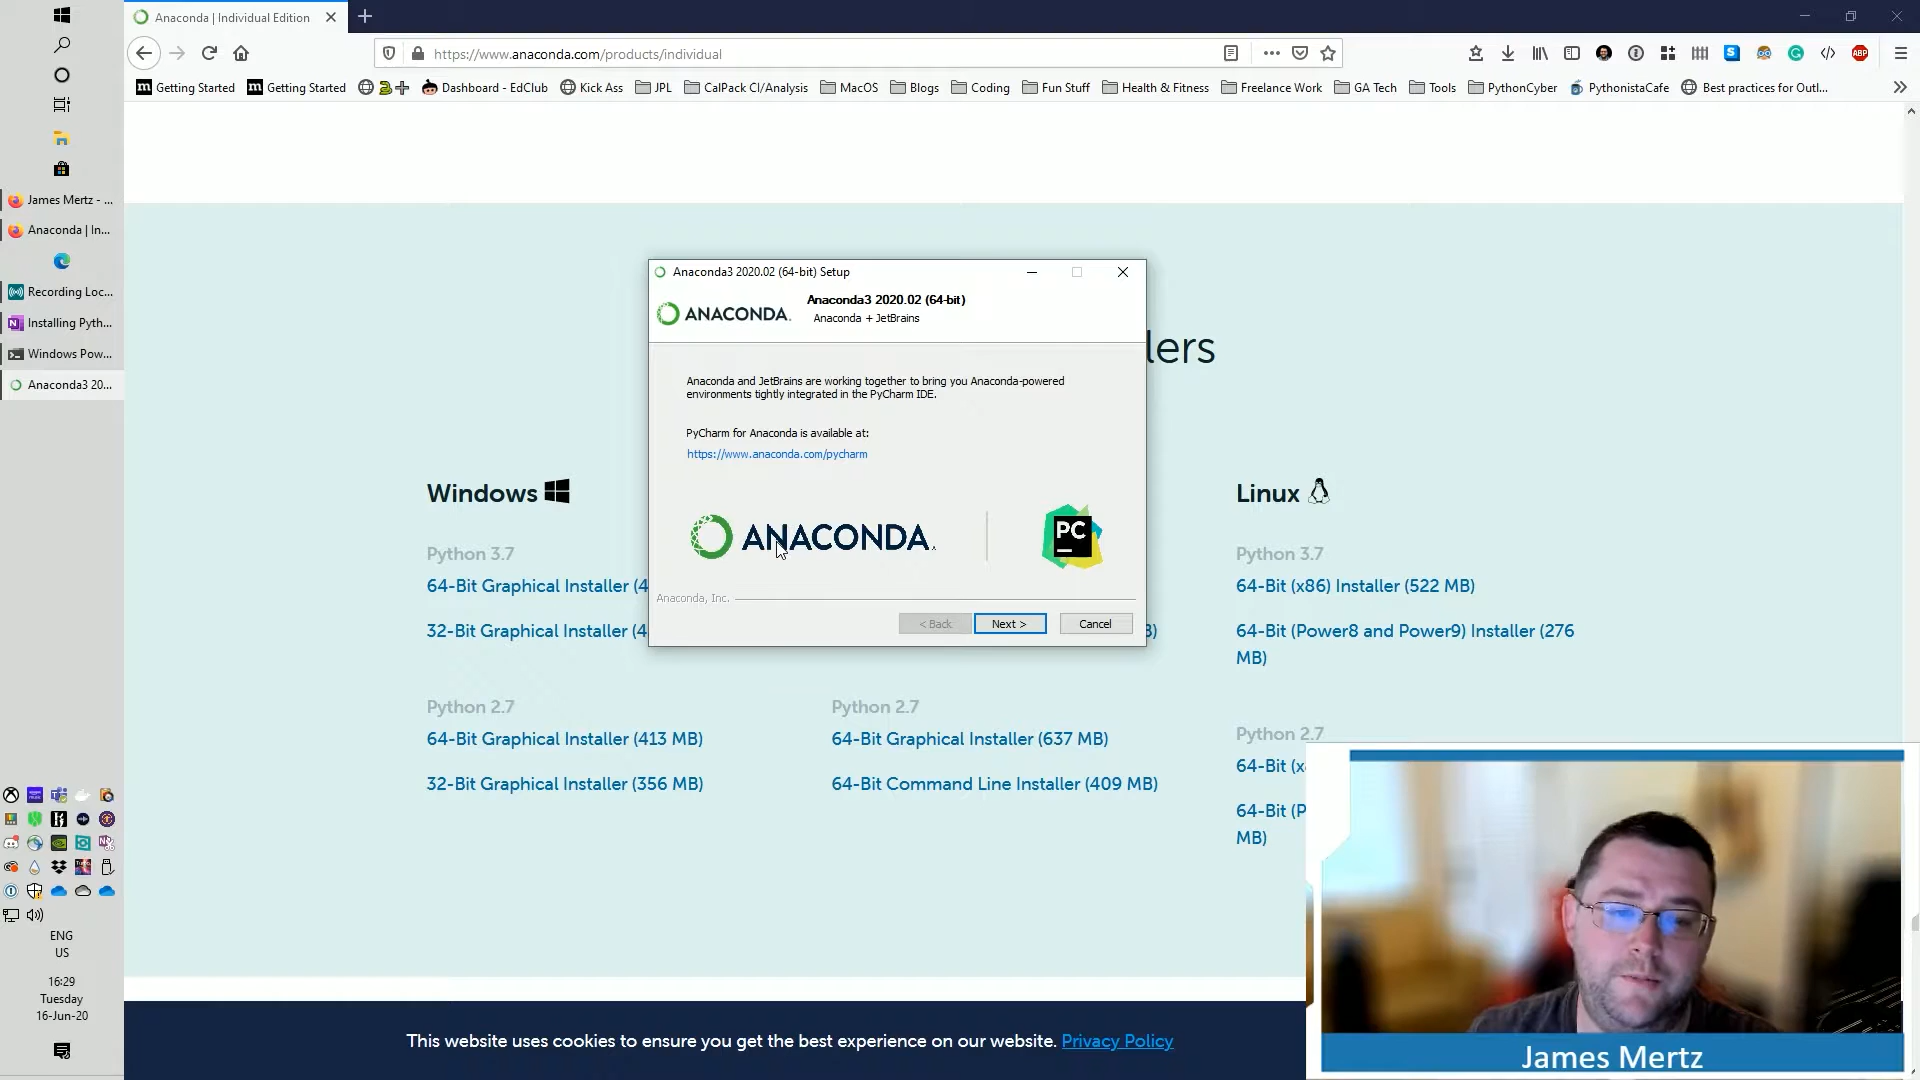 Anaconda | Individual Edition
https://www.anaconda.com/products/individual
Getting Started
Getting Started
Dashboard - EdClub
Kick Ass
JPL
CalPack CI/Analysis
MacOS
Blogs
Coding
Fun Stuff
Health & Fitness
Freelance Work
GA Tech
Tools
PythonCyber
PythonistaCafe
Best practices for Outl...
ABP
James Mertz - ...
Anaconda | In...
Recording Loc...
Installing Pyth...
Windows Pow...
Anaconda3 20...
Anaconda3 2020.02 (64-bit) Setup
ANACONDA.
Anaconda3 2020.02 (64-bit)
Anaconda + JetBrains
Anaconda and JetBrains are working together to bring you Anaconda-powered
environments tightly integrated in the PyCharm IDE.
PyCharm for Anaconda is available at:
https://www.anaconda.com/pycharm
ANACONDA.
PC
Anaconda, Inc.
< Back
Next >
Cancel
lers
Windows
Python 3.7
64-Bit Graphical Installer (4
32-Bit Graphical Installer (4
Python 2.7
64-Bit Graphical Installer (413 MB)
32-Bit Graphical Installer (356 MB)
B)
Python 2.7
64-Bit Graphical Installer (637 MB)
64-Bit Command Line Installer (409 MB)
Linux
Python 3.7
64-Bit (x86) Installer (522 MB)
64-Bit (Power8 and Power9) Installer (276
MB)
Python 2.7
64-Bit (x
64-Bit (P
MB)
ENG
US
16:29
Tuesday
16-Jun-20
This website uses cookies to ensure you get the best experience on our website. Privacy Policy
James Mertz